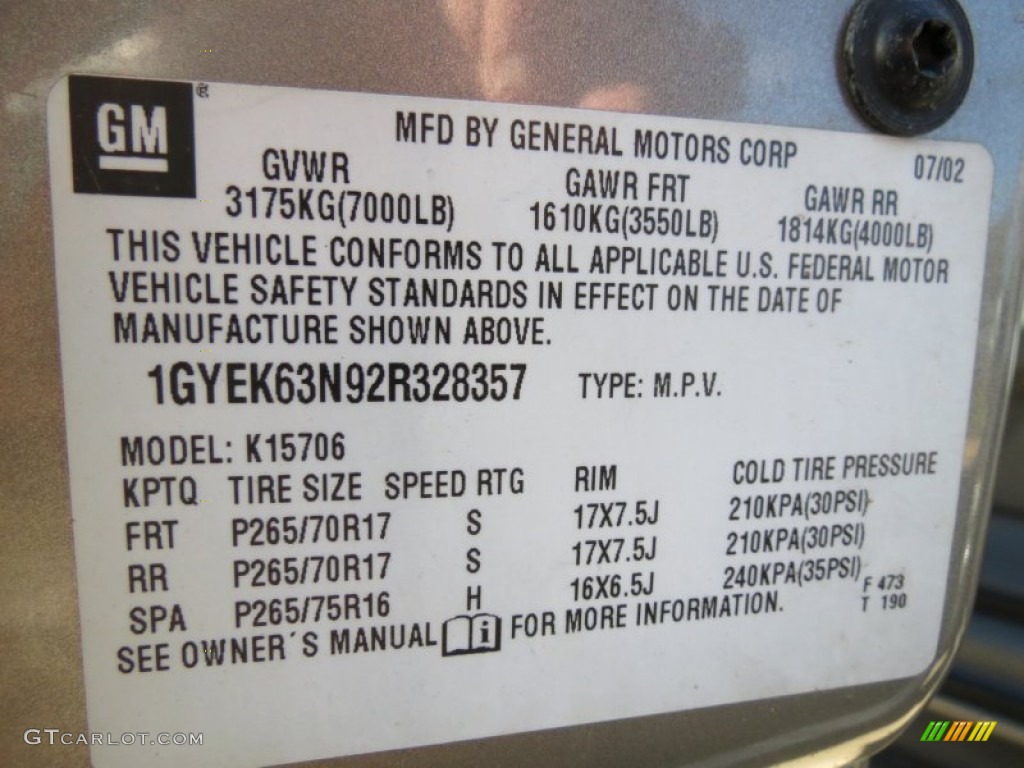 GM ®
MFD BY GENERAL MOTORS CORP 07/02
GVWR GAWR FRT GAWR RR
3175KG(7000LB) 1610KG(3550LB) 1814KG(4000LB)
THIS VEHICLE CONFORMS TO ALL APPLICABLE U.S. FEDERAL MOTOR
VEHICLE SAFETY STANDARDS IN EFFECT ON THE DATE OF
MANUFACTURE SHOWN ABOVE.
1GYEK63N92R328357 TYPE: M.P.V.
MODEL: K15706
KPTQ TIRE SIZE SPEED RTG RIM COLD TIRE PRESSURE
FRT P265/70R17 S 17X7.5J 210KPA(30PSI)
RR P265/70R17 S 17X7.5J 210KPA(30PSI)
SPA P265/75R16 H 16X6.5J 240KPA(35PSI) F 473
T 190
SEE OWNER´S MANUAL i FOR MORE INFORMATION.
GTCARLOT.COM